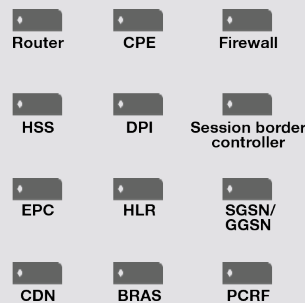 Router CPE Firewall
HSS DPI Session border
controller
EPC HLR SGSN/
GGSN
CDN BRAS PCRF